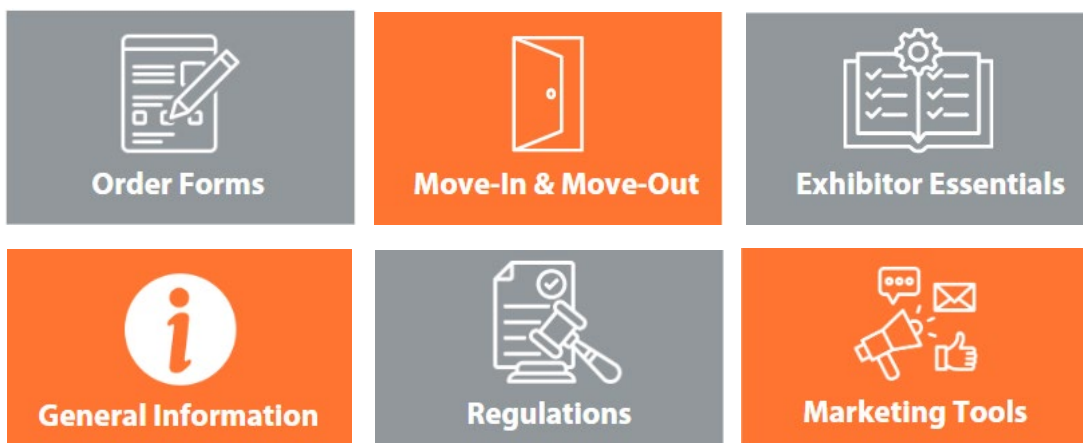 Order Forms
Move-In & Move-Out
Exhibitor Essentials
General Information
Regulations
Marketing Tools